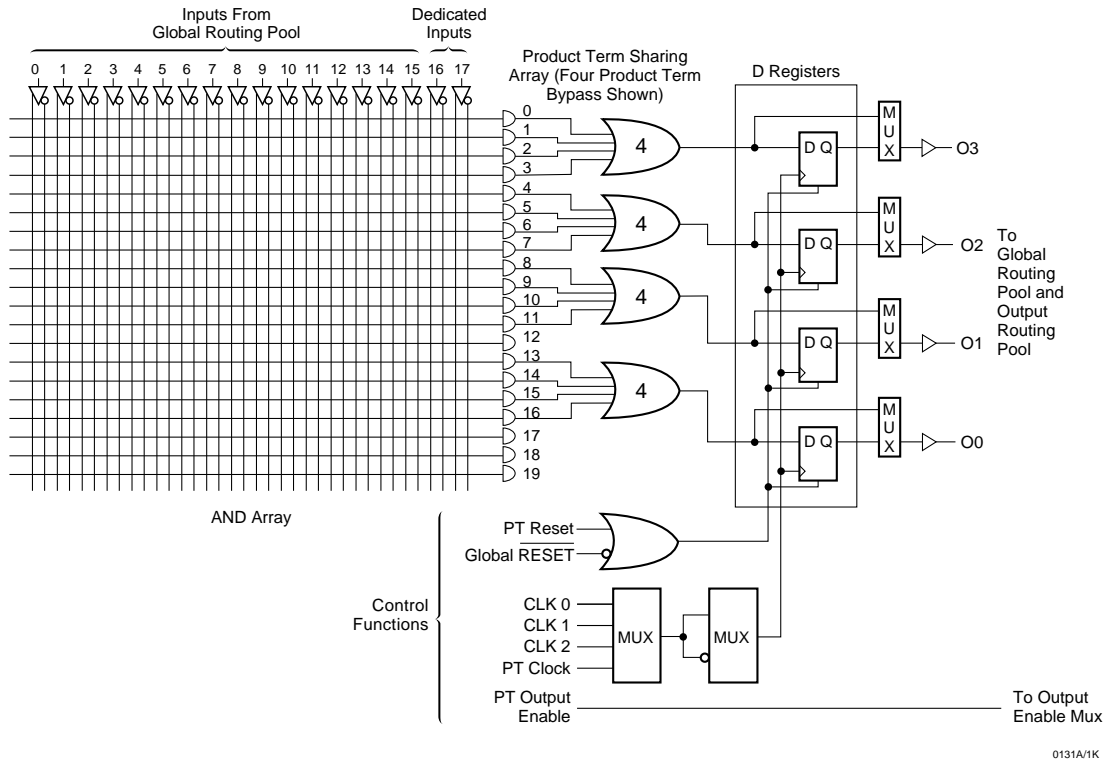 Inputs From
Global Routing Pool
Dedicated
Inputs
0 1 2 3 4 5 6 7 8 9 10 11 12 13 14 15 16 17
Product Term Sharing
Array (Four Product Term
Bypass Shown)
D Registers
0
1
2
3
4
5
6
7
8
9
10
11
12
13
14
15
16
17
18
19
4
4
4
4
D Q
D Q
D Q
D Q
MUX
MUX
MUX
MUX
O3
O2
O1
O0
To
Global
Routing
Pool and
Output
Routing
Pool
AND Array
Control
Functions
PT Reset
Global RESET
CLK 0
CLK 1
CLK 2
PT Clock
MUX
MUX
PT Output
Enable
To Output
Enable Mux
0131A/1K